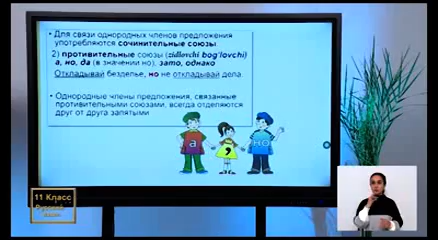 • Для связи однородных членов предложения
употребляются сочинительные союзы
2) противительные союзы (zidlovchi bog'lovchi)
а, но, да (в значении но), зато, однако
Откладывай безделье, но не откладывай дела.
• Однородные члены предложения, связанные
противительными союзами, всегда отделяются
друг от друга запятыми
а
,
но
11 Класс
Русский
язык